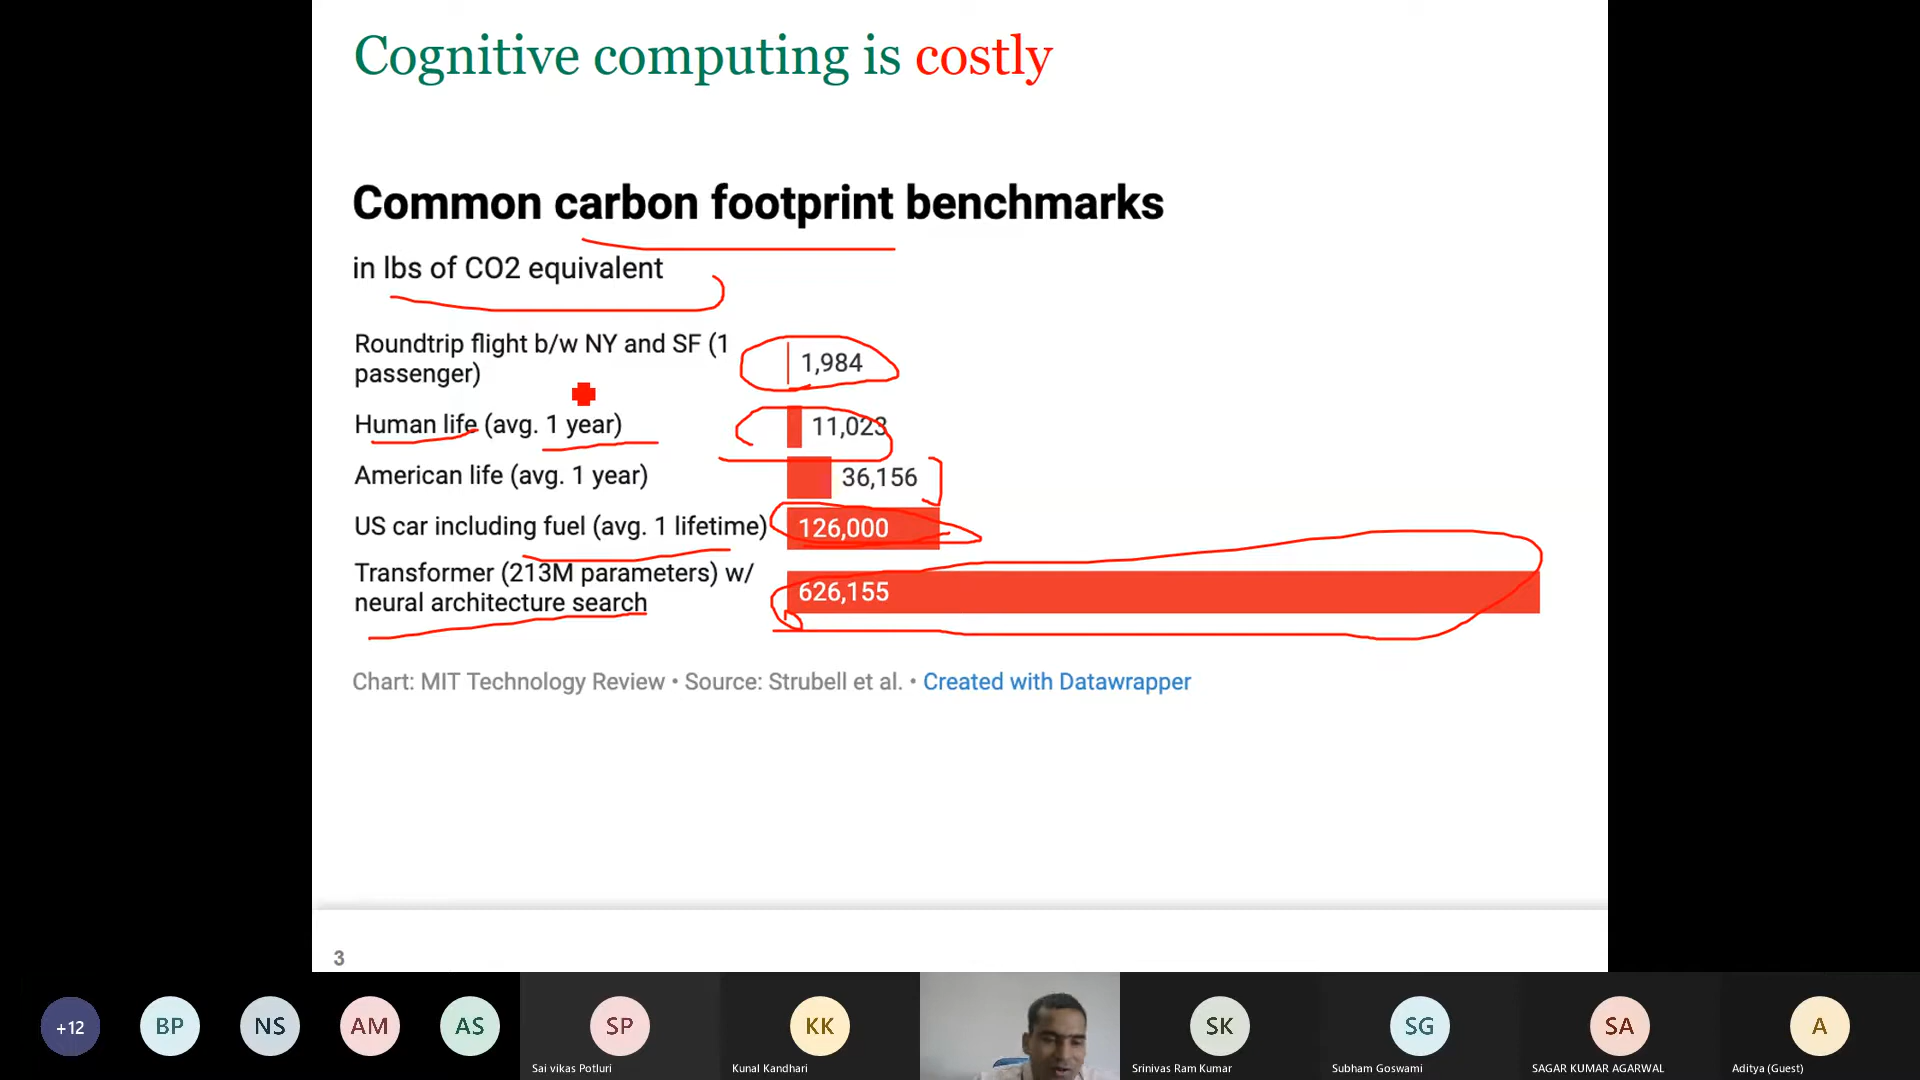 Cognitive computing is costly
Common carbon footprint benchmarks
in lbs of CO2 equivalent
Roundtrip flight b/w NY and SF (1
passenger)
1,984
Human life (avg. 1 year)
11,023
American life (avg. 1 year)
36,156
US car including fuel (avg. 1 lifetime)
126,000
Transformer (213M parameters) w/
neural architecture search
626,155
Chart: MIT Technology Review • Source: Strubell et al. • Created with Datawrapper
3
+12
BP
NS
AM
AS
SP
KK
SK
SG
SA
A
Sai vikas Potluri
Kunal Kandhari
Srinivas Ram Kumar
Subham Goswami
SAGAR KUMAR AGARWAL
Aditya (Guest)